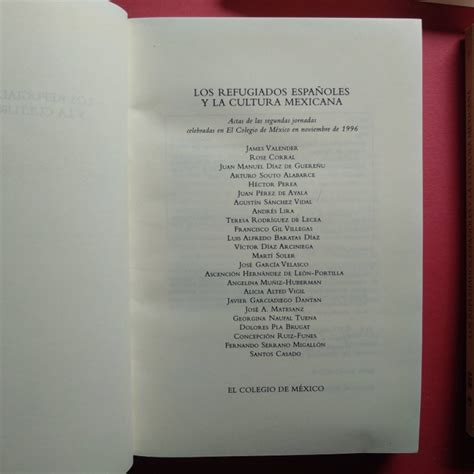 LOS REFUGIADOS ESPAÑOLES
Y LA CULTURA MEXICANA
Actas de las segundas jornadas
celebradas en El Colegio de México en noviembre de 1996
JAMES VALENDER
ROSE CORRAL
JUAN MANUEL DÍAZ DE GUEREÑU
ARTURO SOUTO ALABARCE
HÉCTOR PEREA
JUAN PÉREZ DE AYALA
AGUSTÍN SÁNCHEZ VIDAL
ANDRÉS LIRA
TERESA RODRÍGUEZ DE LECEA
FRANCISCO GIL VILLEGAS
LUIS ALFREDO BARATAS DÍAZ
VÍCTOR DÍAZ ARCINIEGA
MARTÍ SOLER
JOSÉ GARCÍA VELASCO
ASCENCIÓN HERNÁNDEZ DE LEÓN-PORTILLA
ANGELINA MUÑIZ-HUBERMAN
ALICIA ALTED VIGIL
JAVIER GARCIADIEGO DANTAN
JOSÉ A. MATESANZ
GEORGINA NAUFAL TUENA
DOLORES PLA BRUGAT
CONCEPCIÓN RUIZ-FUNES
FERNANDO SERRANO MIGALLÓN
SANTOS CASADO
EL COLEGIO DE MÉXICO